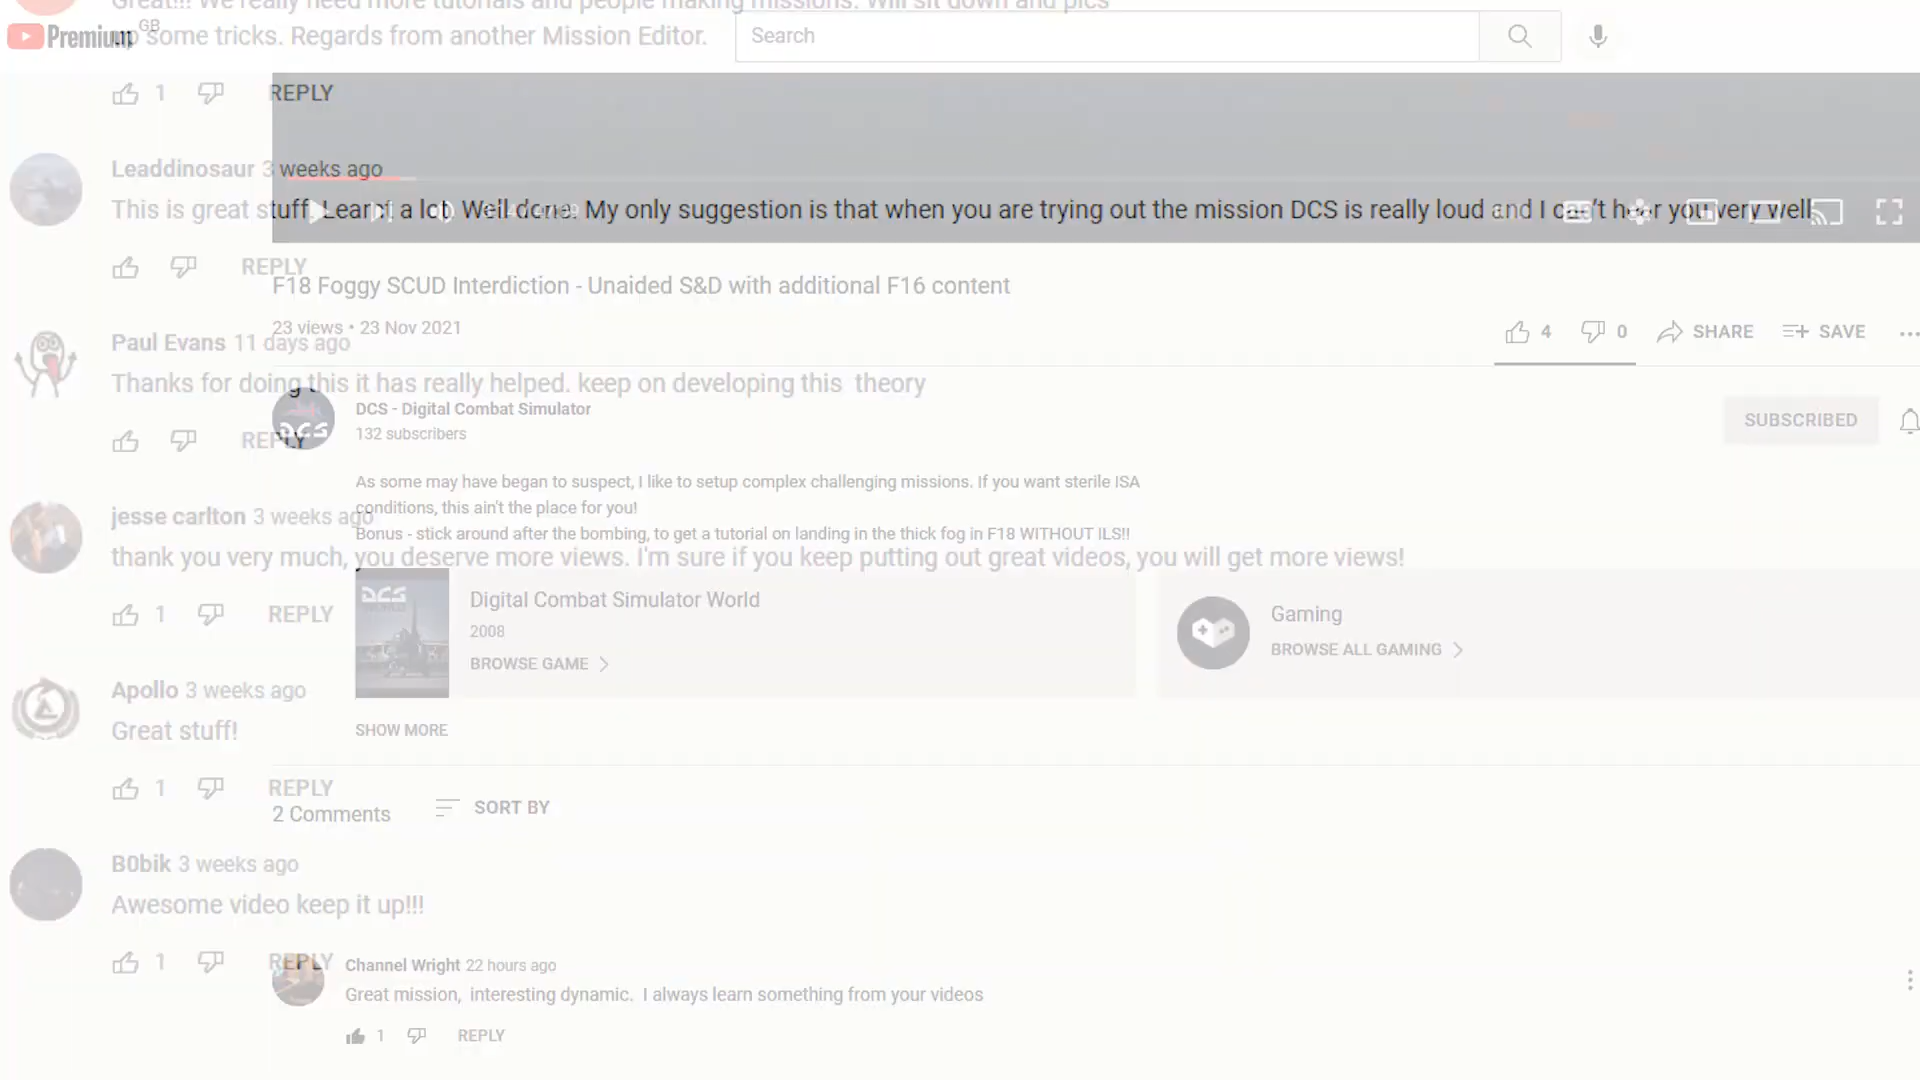 Great!!! We really need more tutorials and people making missions. Will sit down and pics
up some tricks. Regards from another Mission Editor.
Premium GB
Search
1 REPLY
Leaddinosaur 3 weeks ago
This is great stuff. Learnt a lot. Well done. My only suggestion is that when you are trying out the mission DCS is really loud and I can't hear you very well.
REPLY
F18 Foggy SCUD Interdiction - Unaided S&D with additional F16 content
23 views • 23 Nov 2021
4 0 SHARE SAVE
Paul Evans 11 days ago
Thanks for doing this it has really helped. keep on developing this theory
REPLY
DCS - Digital Combat Simulator
132 subscribers
SUBSCRIBED
As some may have began to suspect, I like to setup complex challenging missions. If you want sterile ISA
conditions, this ain't the place for you!
Bonus - stick around after the bombing, to get a tutorial on landing in the thick fog in F18 WITHOUT ILS!!
jesse carlton 3 weeks ago
thank you very much, you deserve more views. I'm sure if you keep putting out great videos, you will get more views!
1 REPLY
DCS
WORLD
Digital Combat Simulator World
2008
BROWSE GAME
Gaming
BROWSE ALL GAMING
Apollo 3 weeks ago
Great stuff!
SHOW MORE
1 REPLY
2 Comments
SORT BY
B0bik 3 weeks ago
Awesome video keep it up!!!
1 REPLY
Channel Wright 22 hours ago
Great mission, interesting dynamic. I always learn something from your videos
1 REPLY